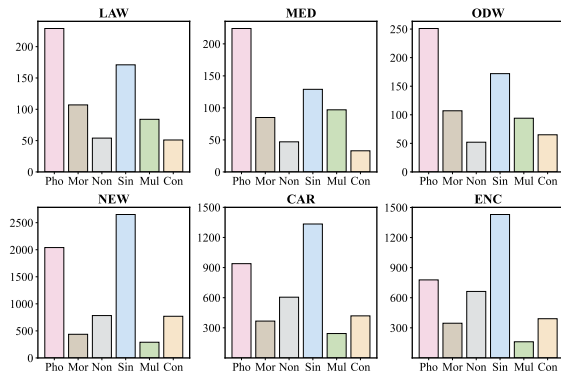 LAW MED ODW
200 200 250
150 150 200
100 100 150
50 50 100
0 0 50
0
Pho Mor Non Sin Mul Con Pho Mor Non Sin Mul Con Pho Mor Non Sin Mul Con
NEW CAR ENC
2500 1500 1500
2000 1200 1200
1500 900 900
1000 600 600
500 300 300
0
Pho Mor Non Sin Mul Con Pho Mor Non Sin Mul Con Pho Mor Non Sin Mul Con